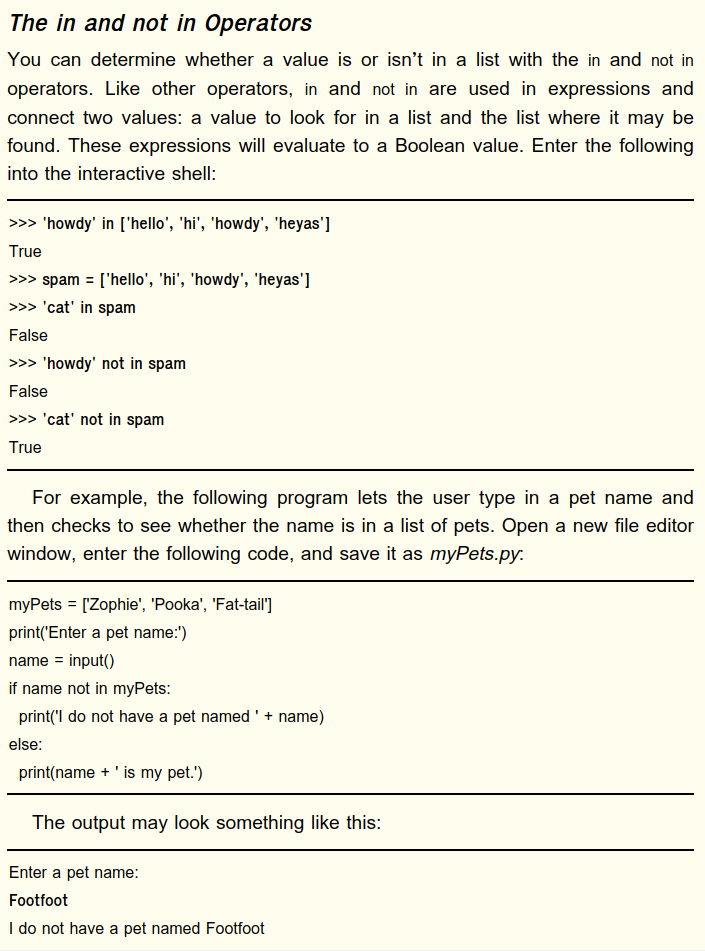 The in and not in Operators
You can determine whether a value is or isn’t in a list with the in and not in
operators. Like other operators, in and not in are used in expressions and
connect two values: a value to look for in a list and the list where it may be
found. These expressions will evaluate to a Boolean value. Enter the following
into the interactive shell:
>>> 'howdy' in ['hello', 'hi', 'howdy', 'heyas']
True
>>> spam = ['hello', 'hi', 'howdy', 'heyas']
>>> 'cat' in spam
False
>>> 'howdy' not in spam
False
>>> 'cat' not in spam
True
For example, the following program lets the user type in a pet name and
then checks to see whether the name is in a list of pets. Open a new file editor
window, enter the following code, and save it as myPets.py:
myPets = ['Zophie', 'Pooka', 'Fat-tail']
print('Enter a pet name:')
name = input()
if name not in myPets:
  print('I do not have a pet named ' + name)
else:
  print(name + ' is my pet.')
The output may look something like this:
Enter a pet name:
Footfoot
I do not have a pet named Footfoot